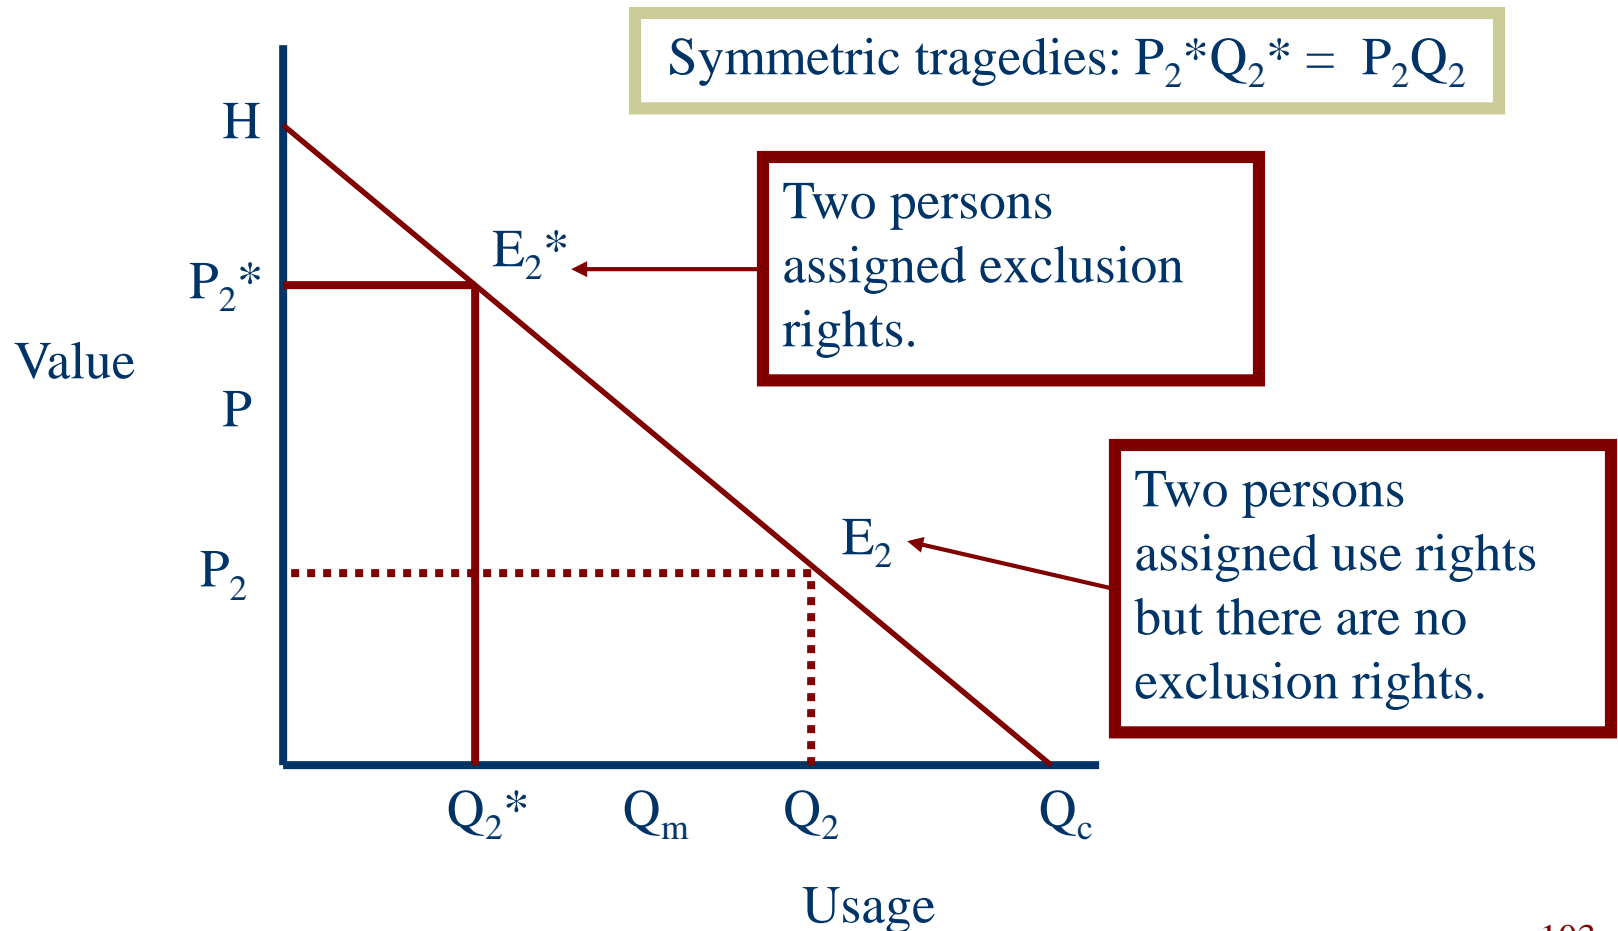 Symmetric tragedies: P₂*Q₂* = P₂Q₂
H
Two persons
assigned exclusion
rights.
E₂*
P₂*
Value
P
Two persons
assigned use rights
but there are no
exclusion rights.
E₂
P₂
Q₂*
Qₘ
Q₂
Q_c
Usage